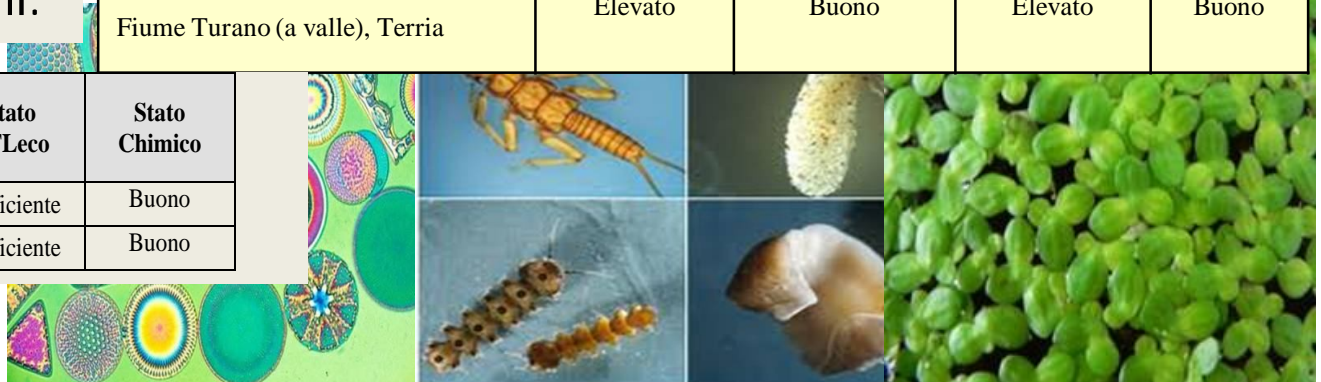 Elevato Buono Elevato Buono
Fiume Turano (a valle), Terria
Stato
Chimico
Buono
Buono